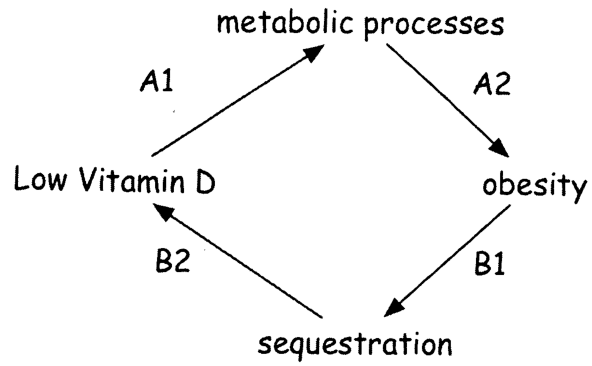 metabolic processes
A1
A2
Low Vitamin D
obesity
B2
B1
sequestration